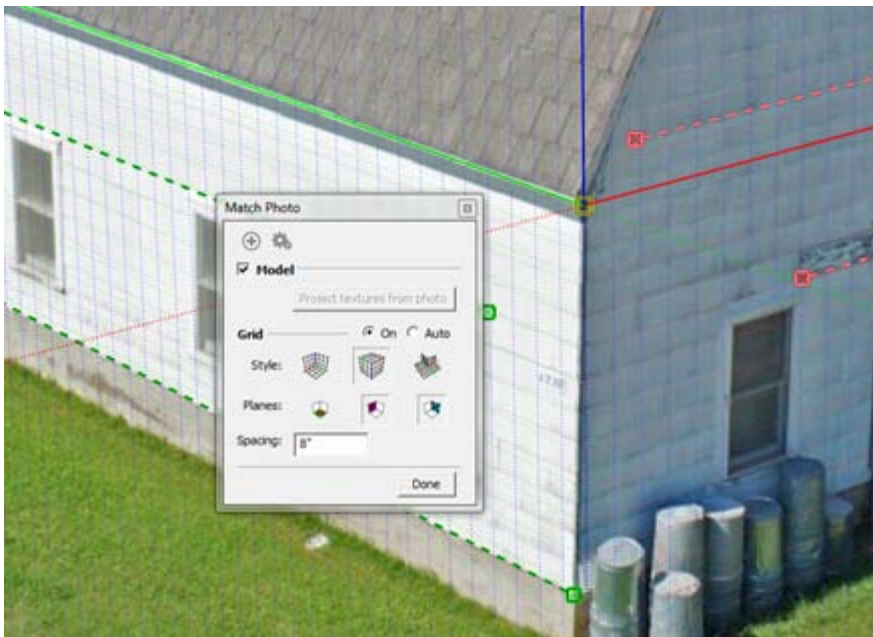 Match Photo
Model
Project textures from photo
Grid On Auto
Style:
Planes:
Spacing: 8"
Done